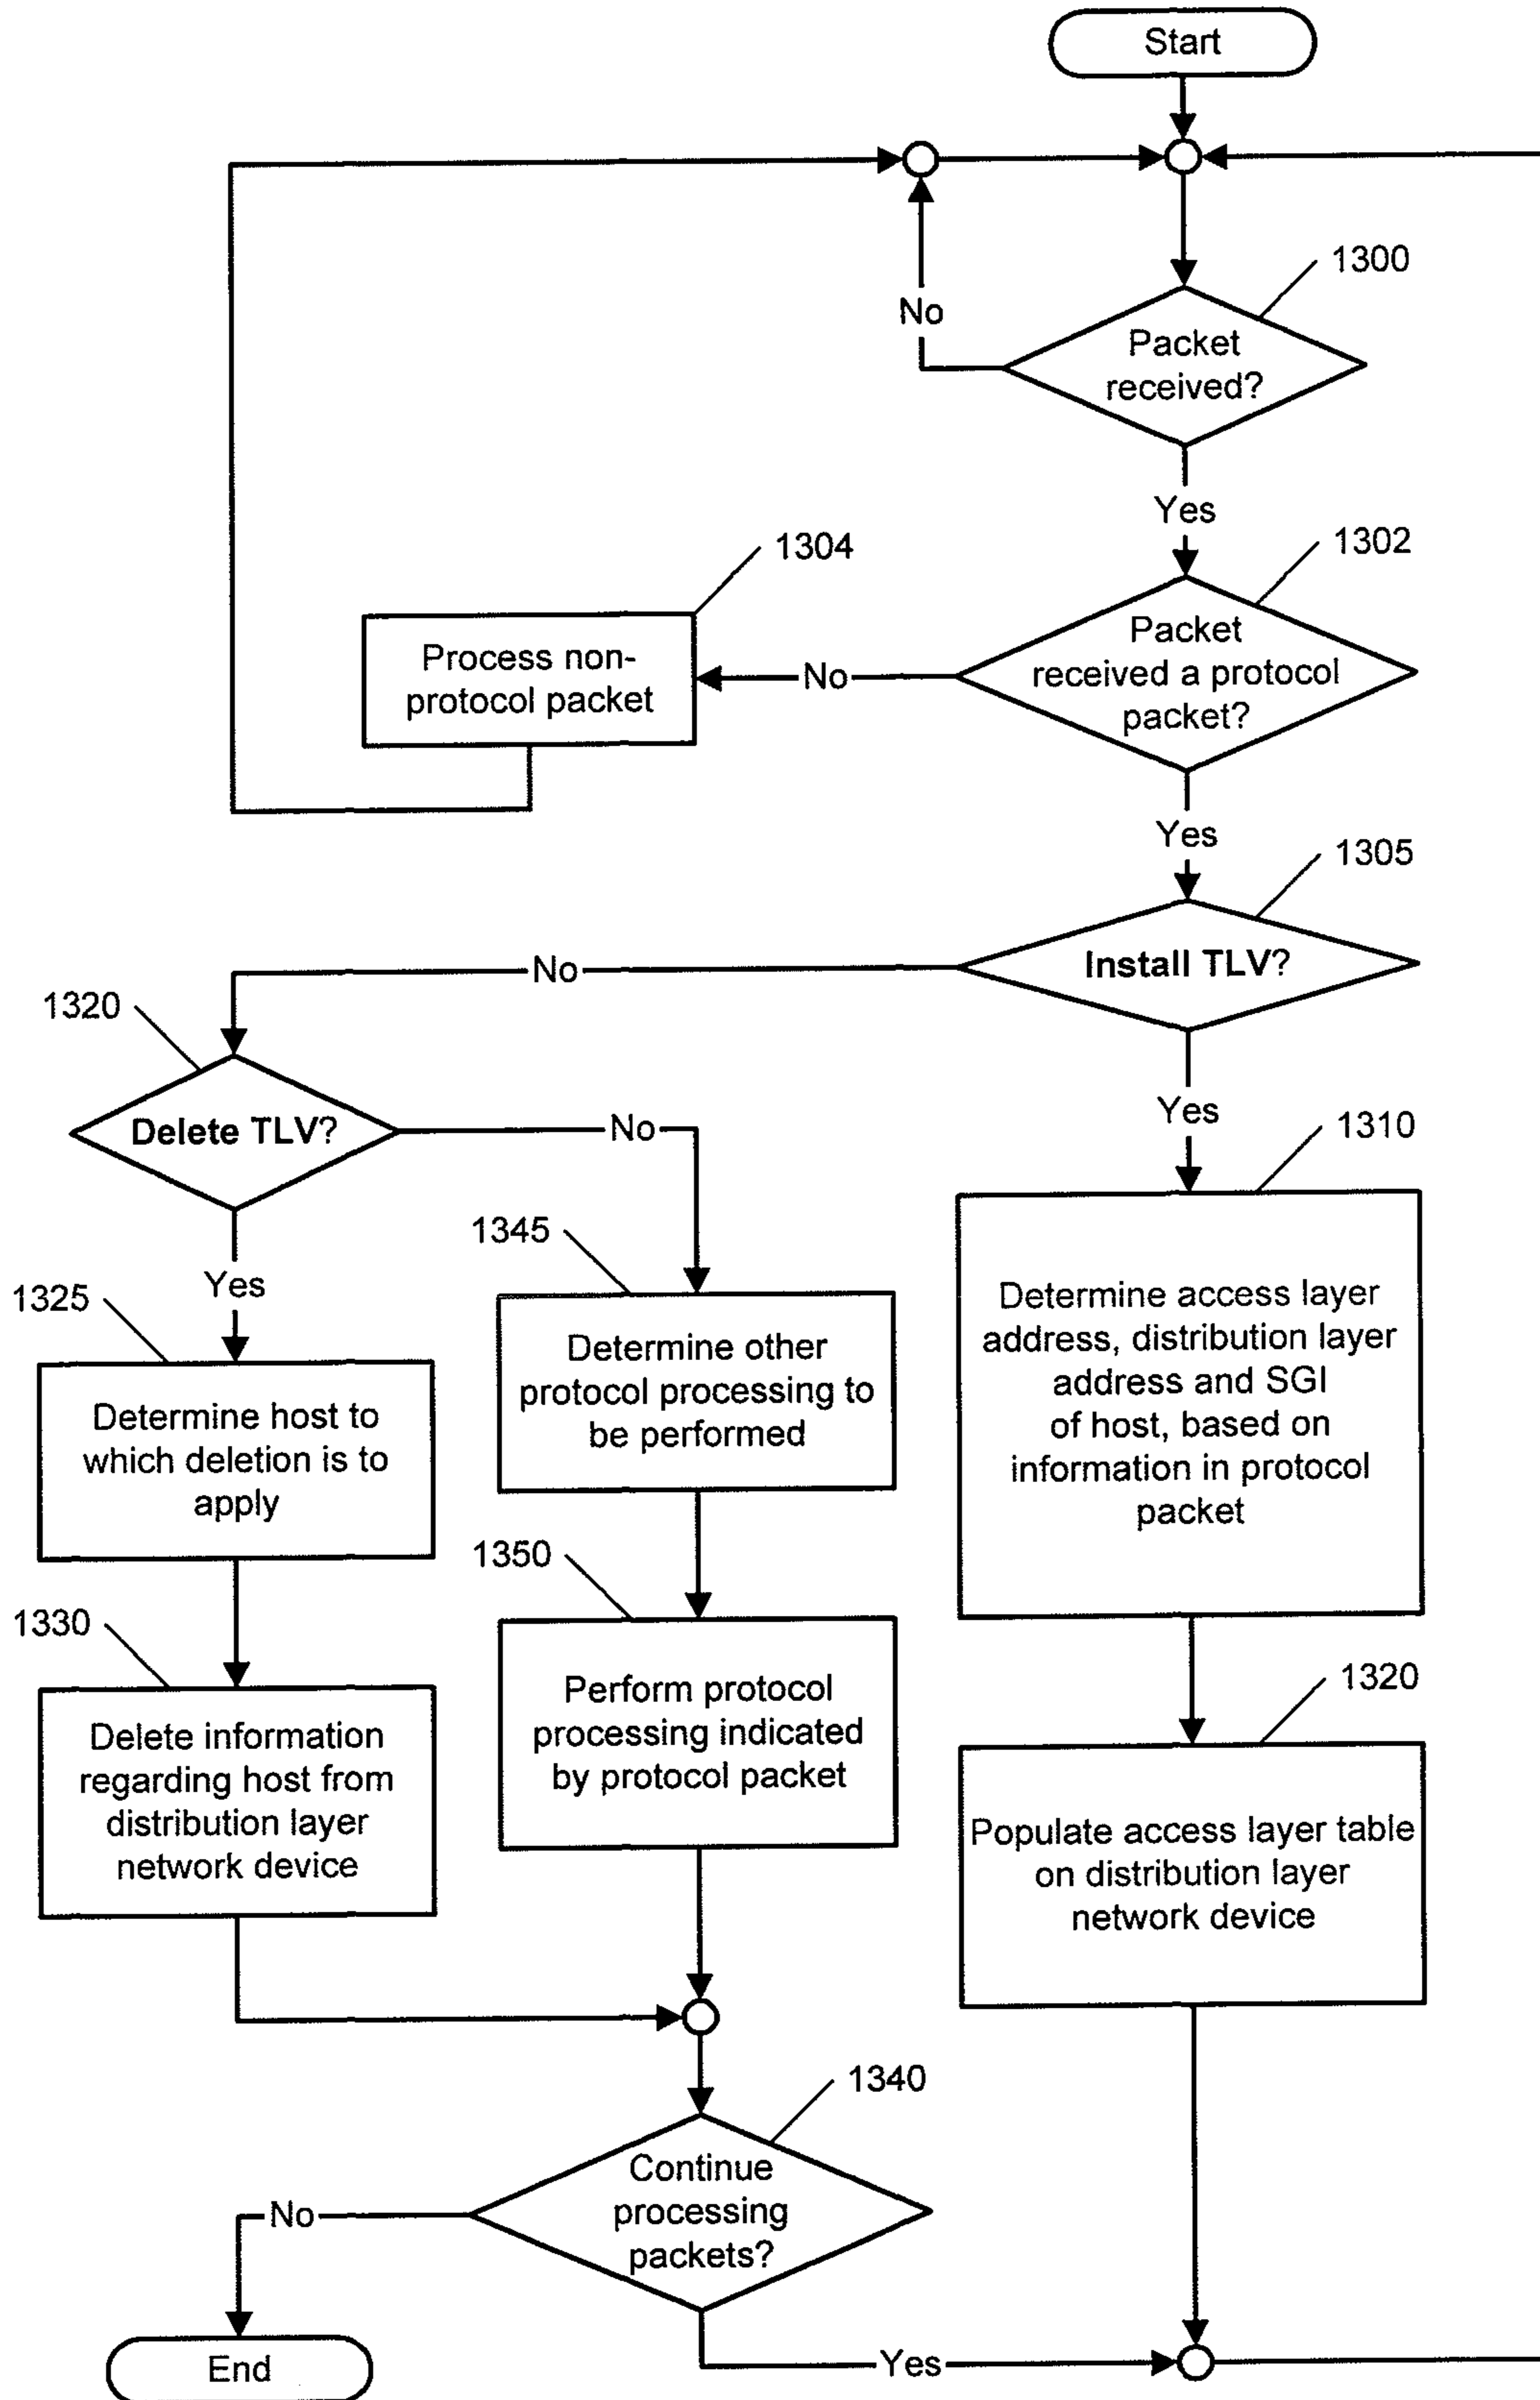 Start
1300
No
Packet
received?
Yes
1302
1304
Packet
received a protocol
packet?
No
Process non-
protocol packet
Yes
1305
Install TLV?
No
1320
Delete TLV?
No
Yes
1310
1345
Yes
1325
Determine access layer
address, distribution layer
address and SGI
of host, based on
information in protocol
packet
Determine other
protocol processing to
be performed
Determine host to
which deletion is to
apply
1350
1330
1320
Perform protocol
processing indicated
by protocol packet
Delete information
regarding host from
distribution layer
network device
Populate access layer table
on distribution layer
network device
1340
Continue
processing
packets?
No
Yes
End